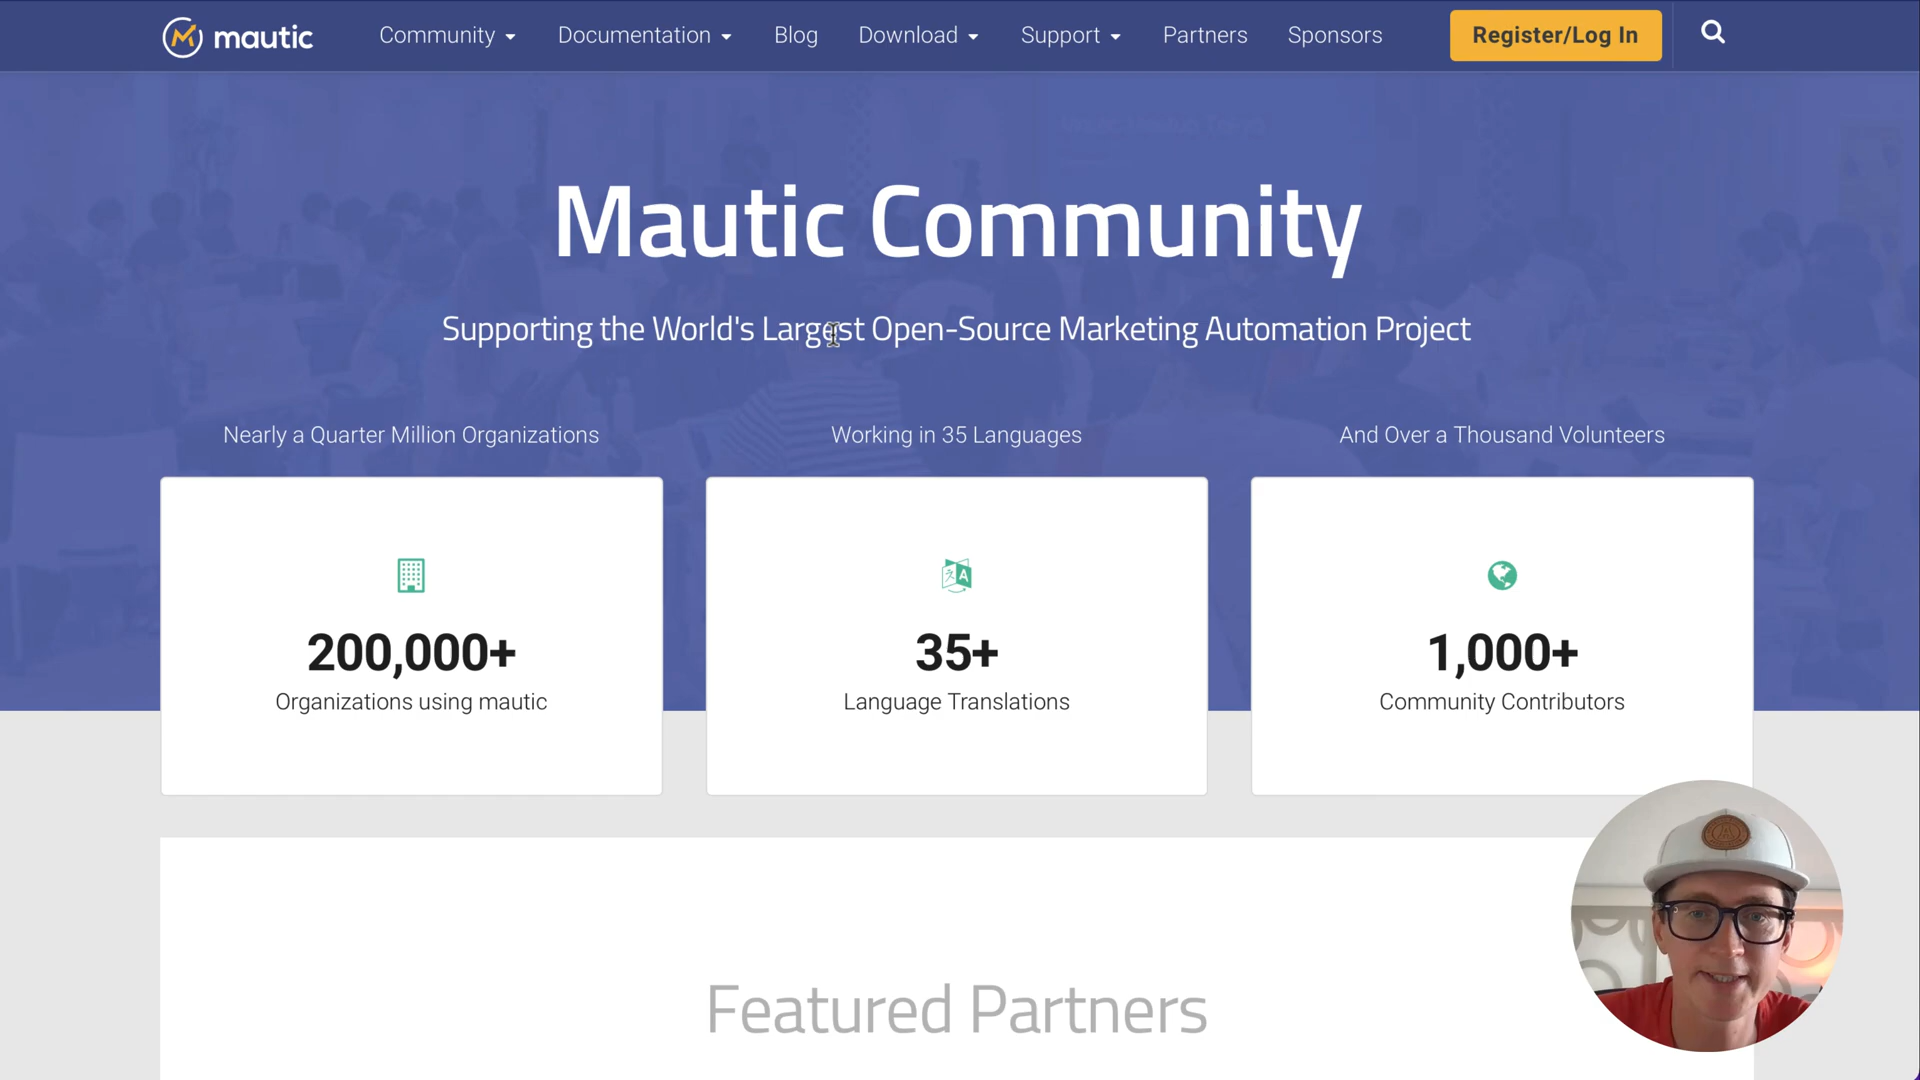 mautic
Community
Documentation
Blog
Download
Support
Partners
Sponsors
Register/Log In
Mautic Community
Supporting the World's Largest Open-Source Marketing Automation Project
Nearly a Quarter Million Organizations
Working in 35 Languages
And Over a Thousand Volunteers
200,000+
Organizations using mautic
35+
Language Translations
1,000+
Community Contributors
Featured Partners